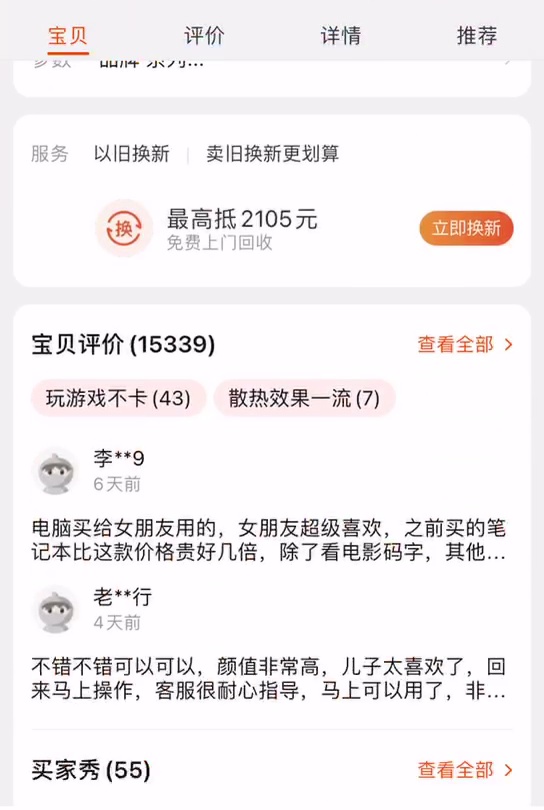 宝贝
评价
详情
推荐
参数 品牌 系列...
服务 以旧换新 | 卖旧换新更划算
换
最高抵2105元
立即换新
免费上门回收
宝贝评价(15339)
查看全部 >
玩游戏不卡(43)
散热效果一流(7)
李**9
6天前
电脑买给女朋友用的，女朋友超级喜欢，之前买的笔
记本比这款价格贵好几倍，除了看电影码字，其他...
老**行
4天前
不错不错可以可以，颜值非常高，儿子太喜欢了，回
来马上操作，客服很耐心指导，马上可以用了，非...
买家秀(55)
查看全部 >